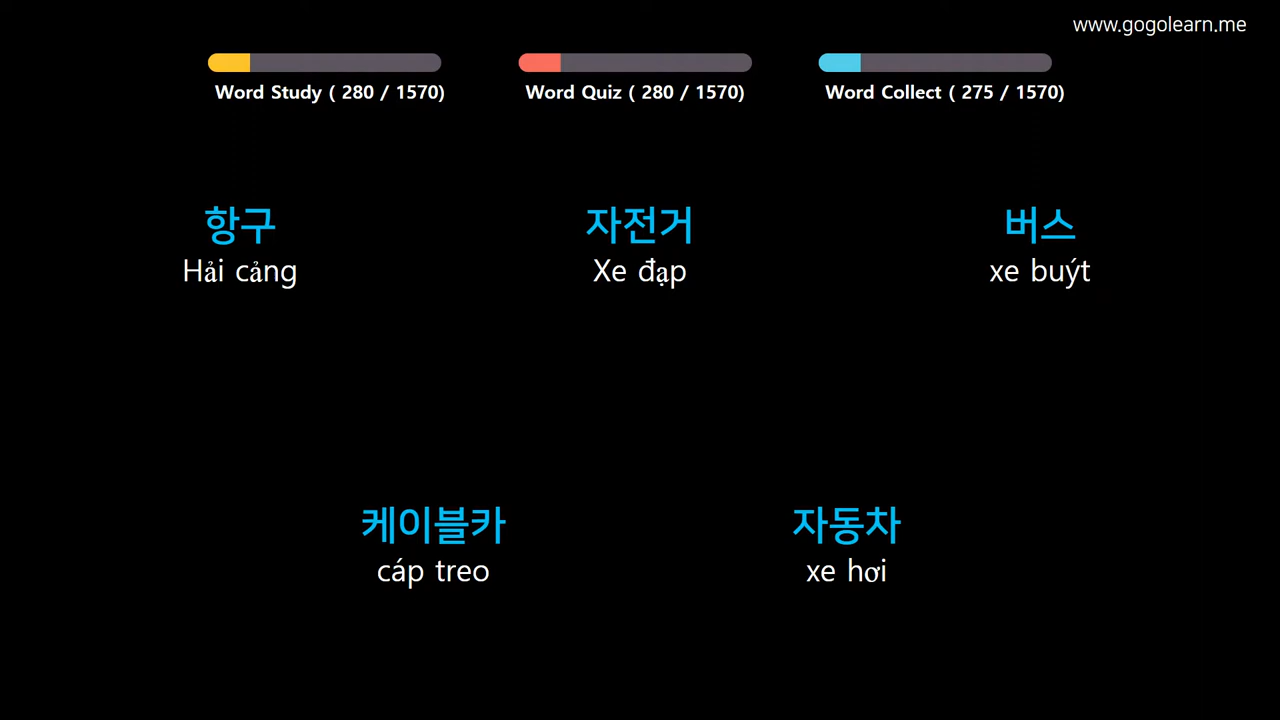 www.gogolearn.me
Word Study ( 280 / 1570)
Word Quiz ( 280 / 1570)
Word Collect ( 275 / 1570)
항구
Hải cảng
자전거
Xe đạp
버스
xe buýt
케이블카
cáp treo
자동차
xe hơi